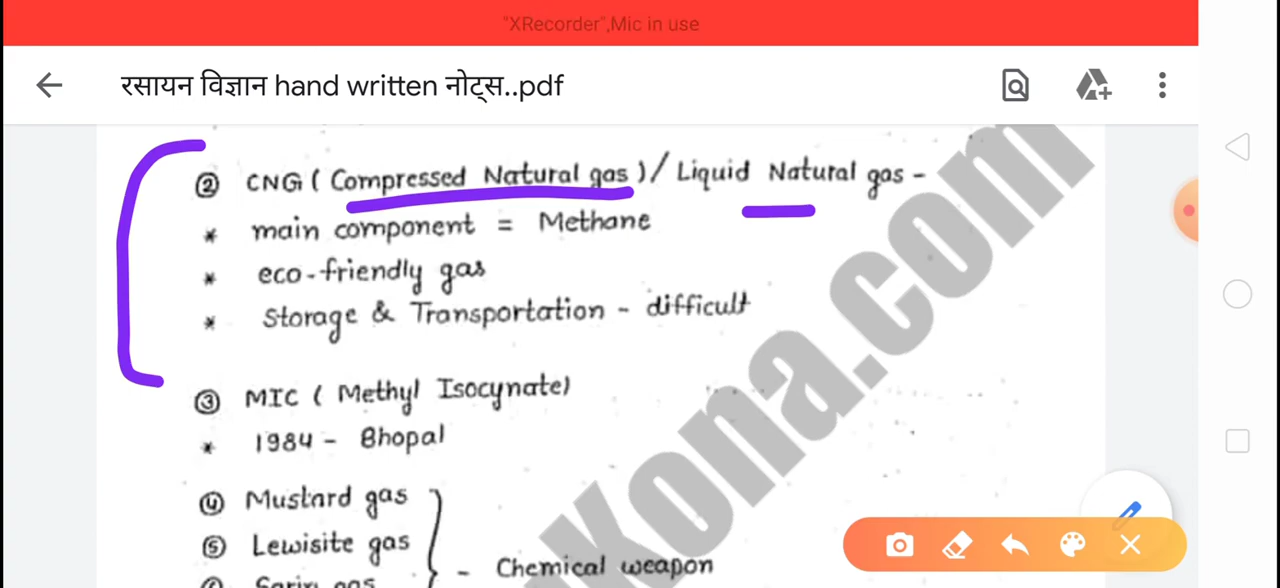 "XRecorder",Mic in use
रसायन विज्ञान hand written नोट्स..pdf
② CNG ( Compressed Natural gas ) / Liquid Natural gas -
* main component = Methane
* eco-friendly gas
* Storage & Transportation - difficult
③ MIC ( Methyl Isocynate)
* 1984 - Bhopal
④ Mustard gas
⑤ Lewisite gas
- Chemical weapon
Kona.com